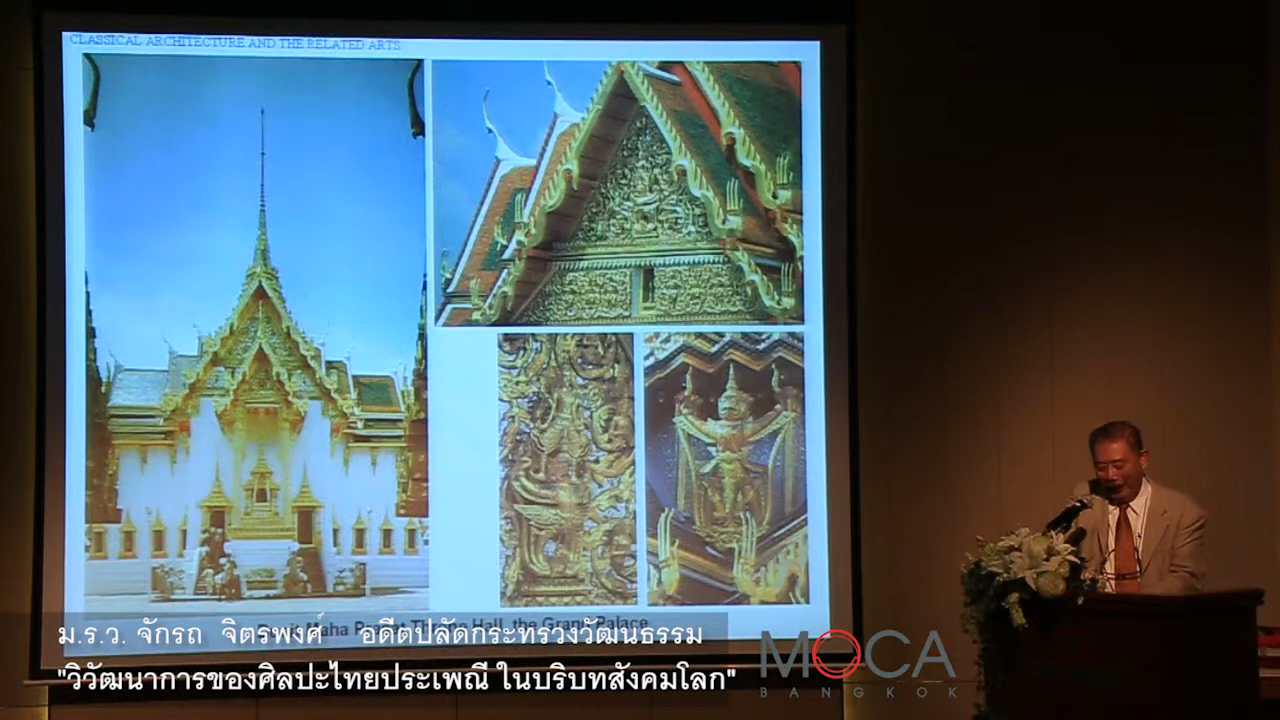 CLASSICAL ARCHITECTURE AND THE RELATED ARTS
Dusit Maha Prasat Throne Hall, the Grand Palace
ม.ร.ว. จักรถ จิตรพงศ์ อดีตปลัดกระทรวงวัฒนธรรม
"วิวัฒนาการของศิลปะไทยประเพณี ในบริบทสังคมโลก"
MOCA
BANGKOK